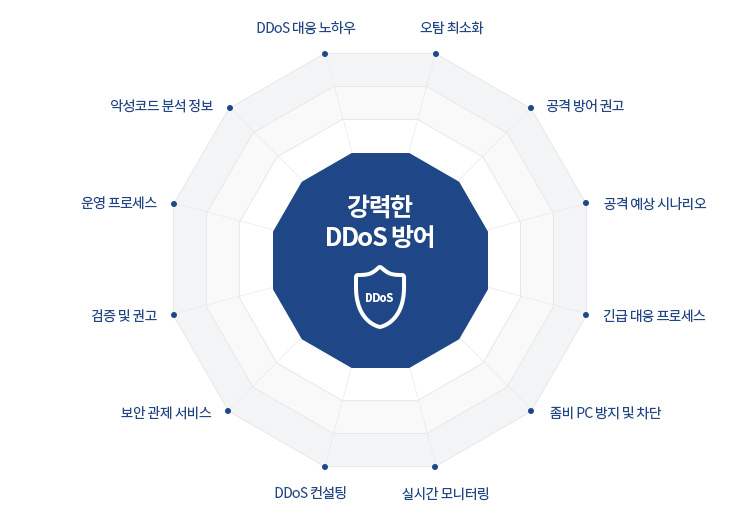 DDoS 대응 노하우
오탐 최소화
악성코드 분석 정보
공격 방어 권고
운영 프로세스
공격 예상 시나리오
강력한
DDoS 방어
DDoS
검증 및 권고
긴급 대응 프로세스
보안 관제 서비스
좀비 PC 방지 및 차단
DDoS 컨설팅
실시간 모니터링